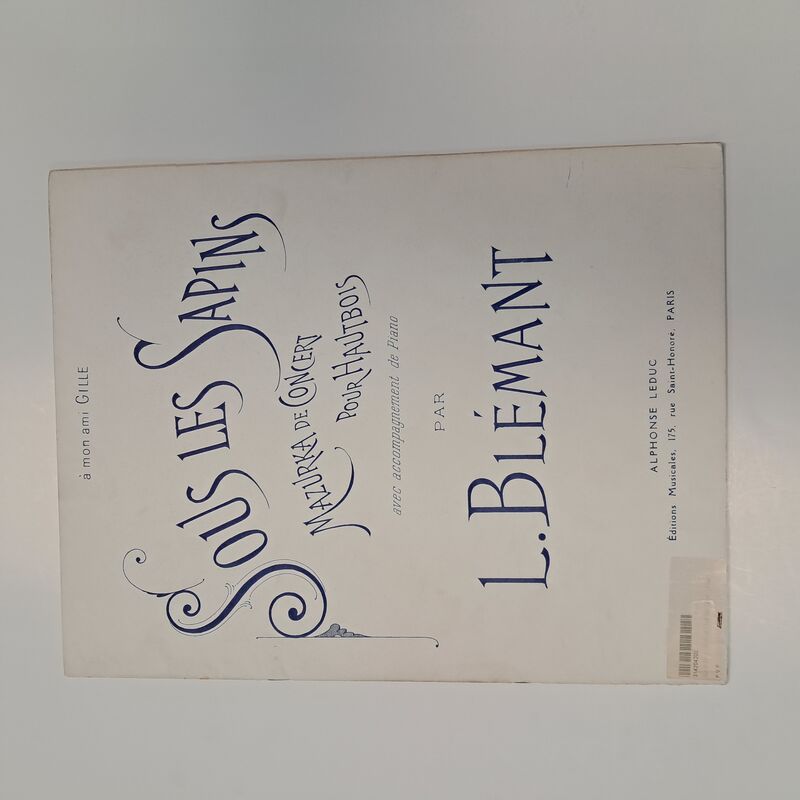 à mon ami GILLE
SOUS LES SAPINS
MAZURKA DE CONCERT
POUR HAUTBOIS
avec accompagnement de Piano
PAR
L. BLÉMANT
ALPHONSE LEDUC
Éditions Musicales, 175, rue Saint-Honoré, PARIS